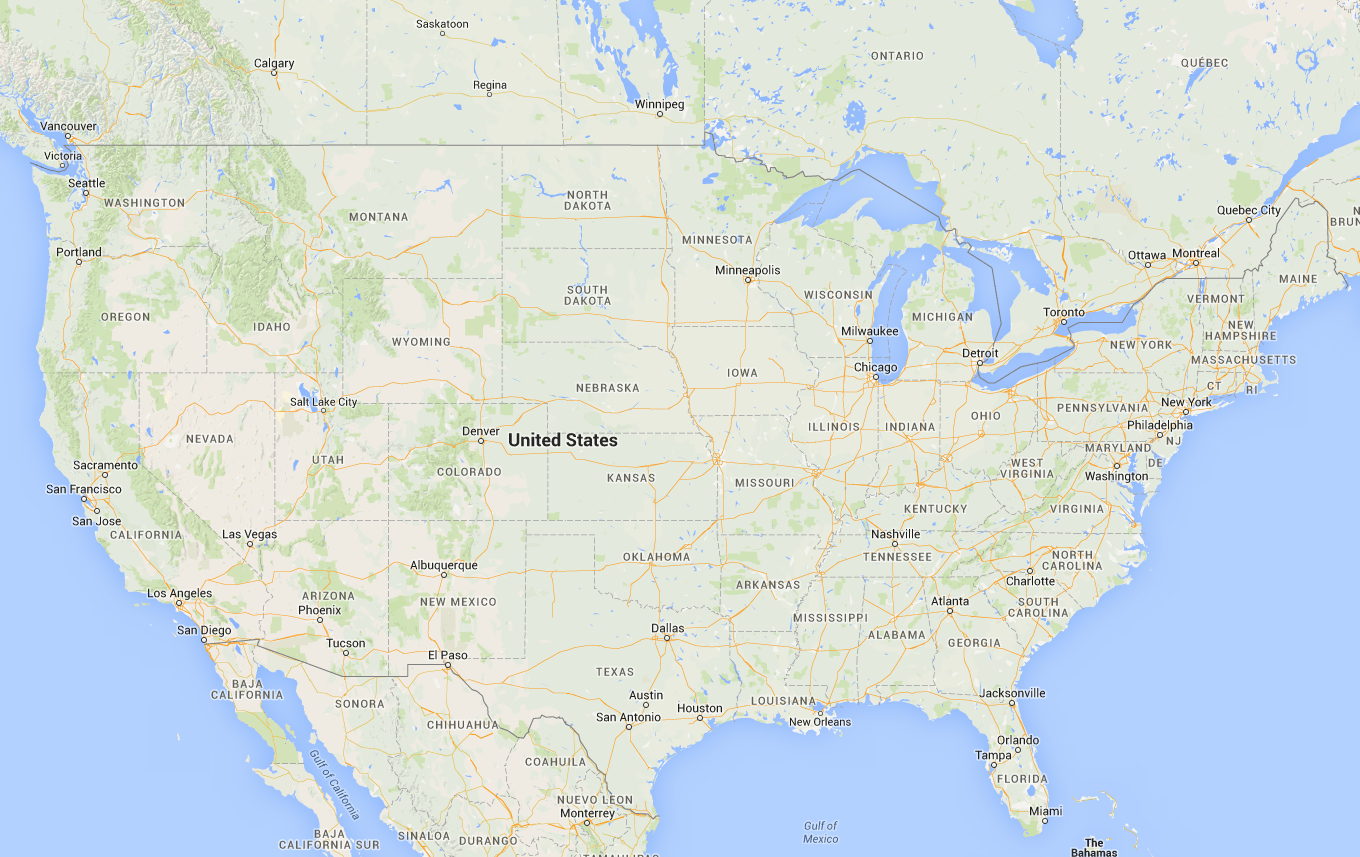 Saskatoon
Calgary
Regina
Winnipeg
ONTARIO
QUÉBEC
Vancouver
Victoria
Seattle
WASHINGTON
MONTANA
NORTH
DAKOTA
MINNESOTA
Quebec City
Portland
Minneapolis
Ottawa
Montreal
MAINE
OREGON
IDAHO
WYOMING
SOUTH
DAKOTA
WISCONSIN
Milwaukee
MICHIGAN
Toronto
VERMONT
NEW
HAMPSHIRE
NEW YORK
MASSACHUSETTS
Detroit
Chicago
IOWA
NEBRASKA
CT
RI
Salt Lake City
NEVADA
UTAH
Denver
United States
COLORADO
KANSAS
MISSOURI
ILLINOIS
INDIANA
OHIO
PENNSYLVANIA
New York
Philadelphia
NJ
MARYLAND
DE
Washington
WEST
VIRGINIA
VIRGINIA
KENTUCKY
Sacramento
San Francisco
San Jose
CALIFORNIA
Las Vegas
Albuquerque
OKLAHOMA
Nashville
TENNESSEE
NORTH
CAROLINA
Charlotte
Los Angeles
ARIZONA
Phoenix
NEW MEXICO
ARKANSAS
Atlanta
SOUTH
CAROLINA
San Diego
Tucson
El Paso
Dallas
MISSISSIPPI
ALABAMA
GEORGIA
BAJA
CALIFORNIA
SONORA
CHIHUAHUA
TEXAS
Austin
San Antonio
Houston
LOUISIANA
New Orleans
Jacksonville
COAHUILA
Orlando
Tampa
FLORIDA
Gulf of California
NUEVO LEON
Monterrey
Miami
BAJA
CALIFORNIA SUR
SINALOA
DURANGO
Gulf of
Mexico
The
Bahamas